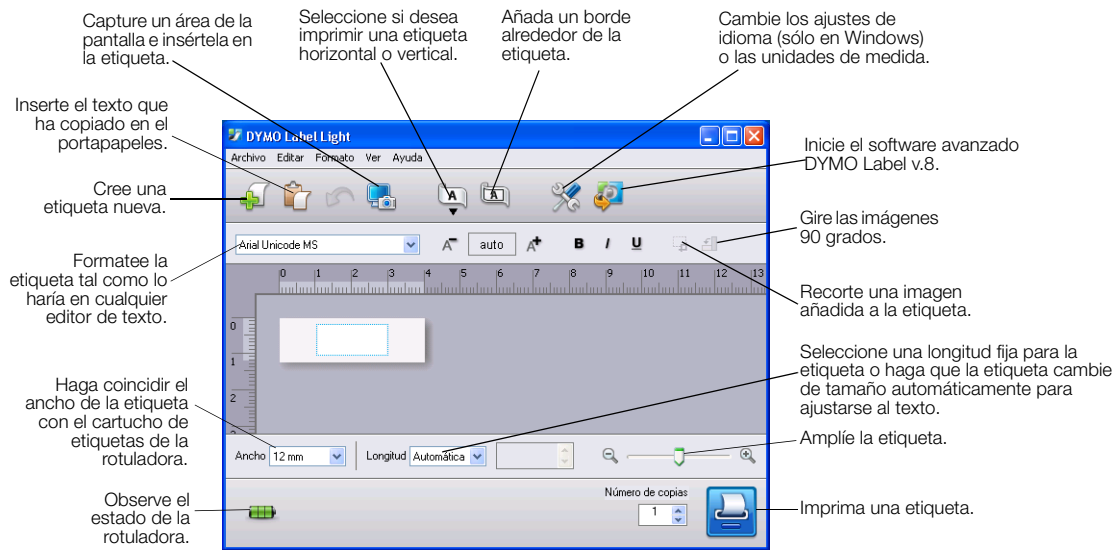 Capture un área de la
pantalla e insértela en
la etiqueta.
Seleccione si desea
imprimir una etiqueta
horizontal o vertical.
Añada un borde
alrededor de la
etiqueta.
Cambie los ajustes de
idioma (sólo en Windows)
o las unidades de medida.
Inserte el texto que
ha copiado en el
portapapeles.
Cree una
etiqueta nueva.
Formatee la
etiqueta tal como lo
haría en cualquier
editor de texto.
Haga coincidir el
ancho de la etiqueta
con el cartucho de
etiquetas de la
rotuladora.
Observe el
estado de la
rotuladora.
DYMO Label Light
Archivo Editar Formato Ver Ayuda
A A
Arial Unicode MS A- auto A+ B I U
0 1 2 3 4 5 6 7 8 9 10 11 12 13
0
1
2
Ancho 12 mm Longitud Automática
Número de copias
1
Inicie el software avanzado
DYMO Label v.8.
Gire las imágenes
90 grados.
Recorte una imagen
añadida a la etiqueta.
Seleccione una longitud fija para la
etiqueta o haga que la etiqueta cambie
de tamaño automáticamente para
ajustarse al texto.
Amplíe la etiqueta.
Imprima una etiqueta.